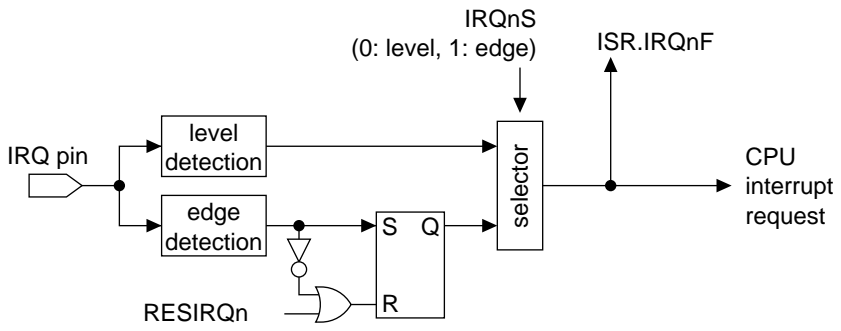 IRQnS
(0: level, 1: edge)
ISR.IRQnF
IRQ pin
level
detection
edge
detection
S Q
R
selector
CPU
interrupt
request
RESIRQn